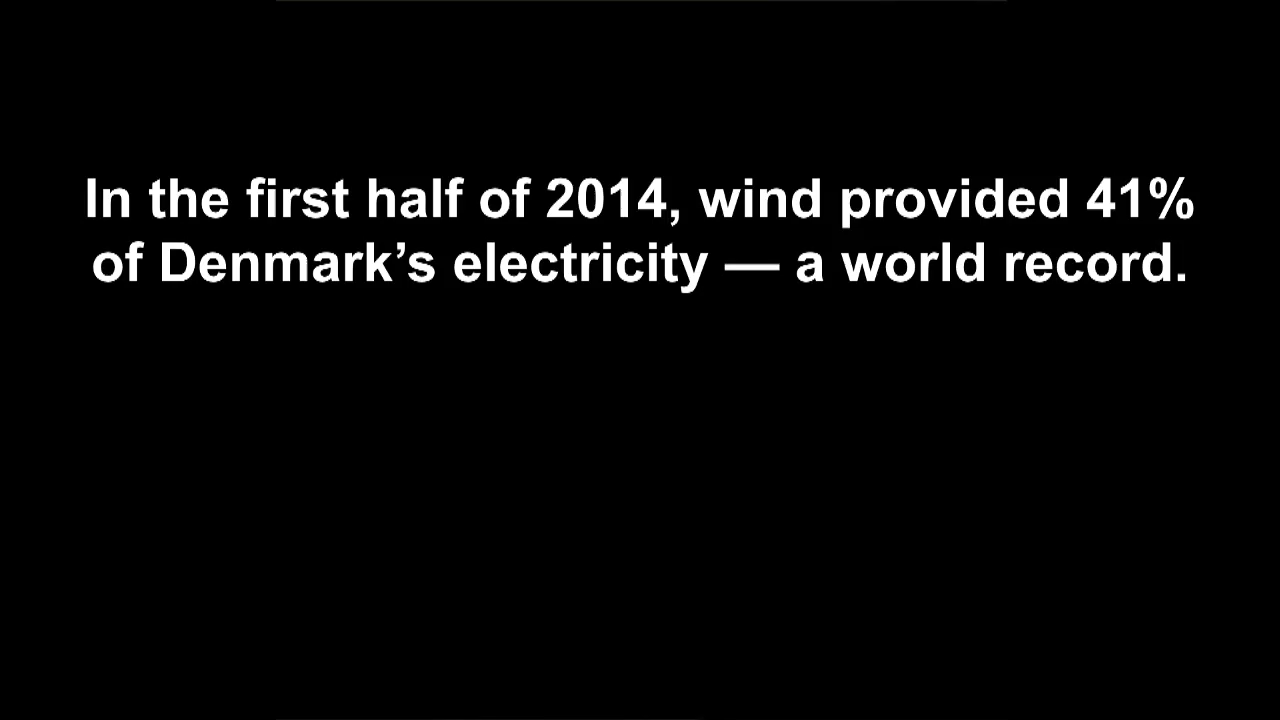 In the first half of 2014, wind provided 41%
of Denmark’s electricity — a world record.